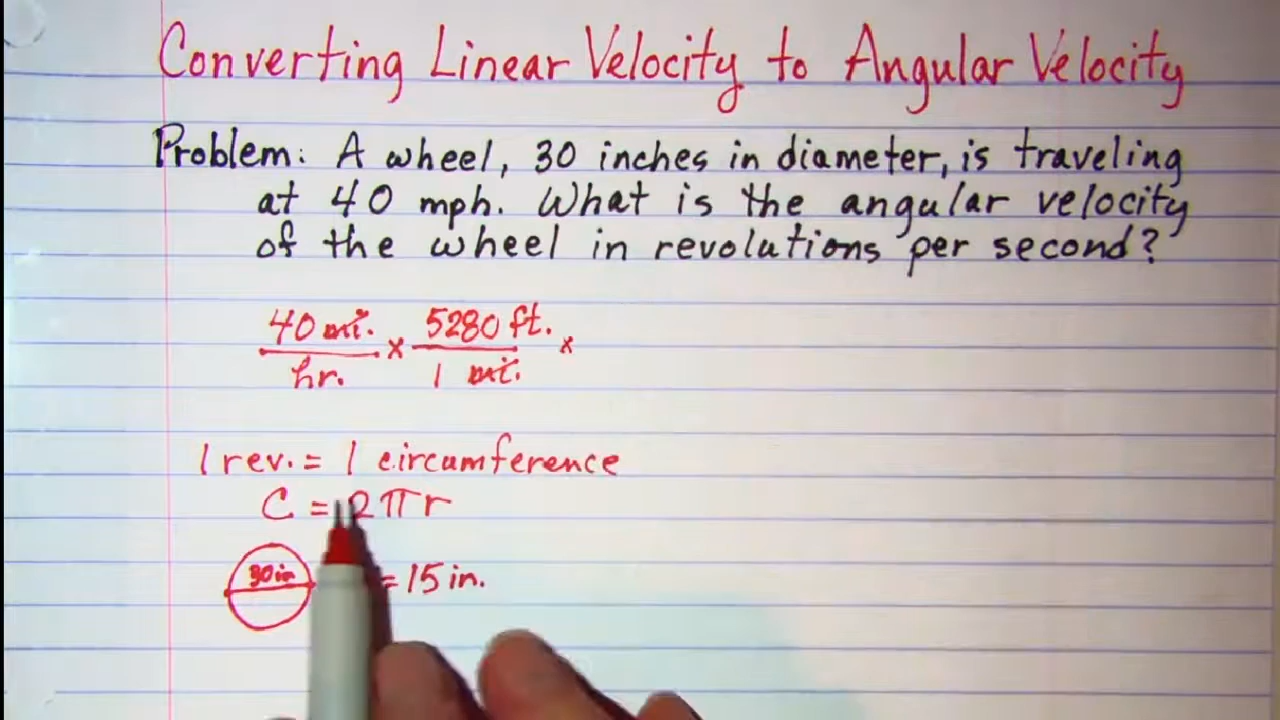 Converting Linear Velocity to Angular Velocity
Problem: A wheel, 30 inches in diameter, is traveling
at 40 mph. What is the angular velocity
of the wheel in revolutions per second?
40 mi. / hr. x 5280 ft. / 1 mi. x
1 rev. = 1 circumference
C = 2πr
30in = 15 in.